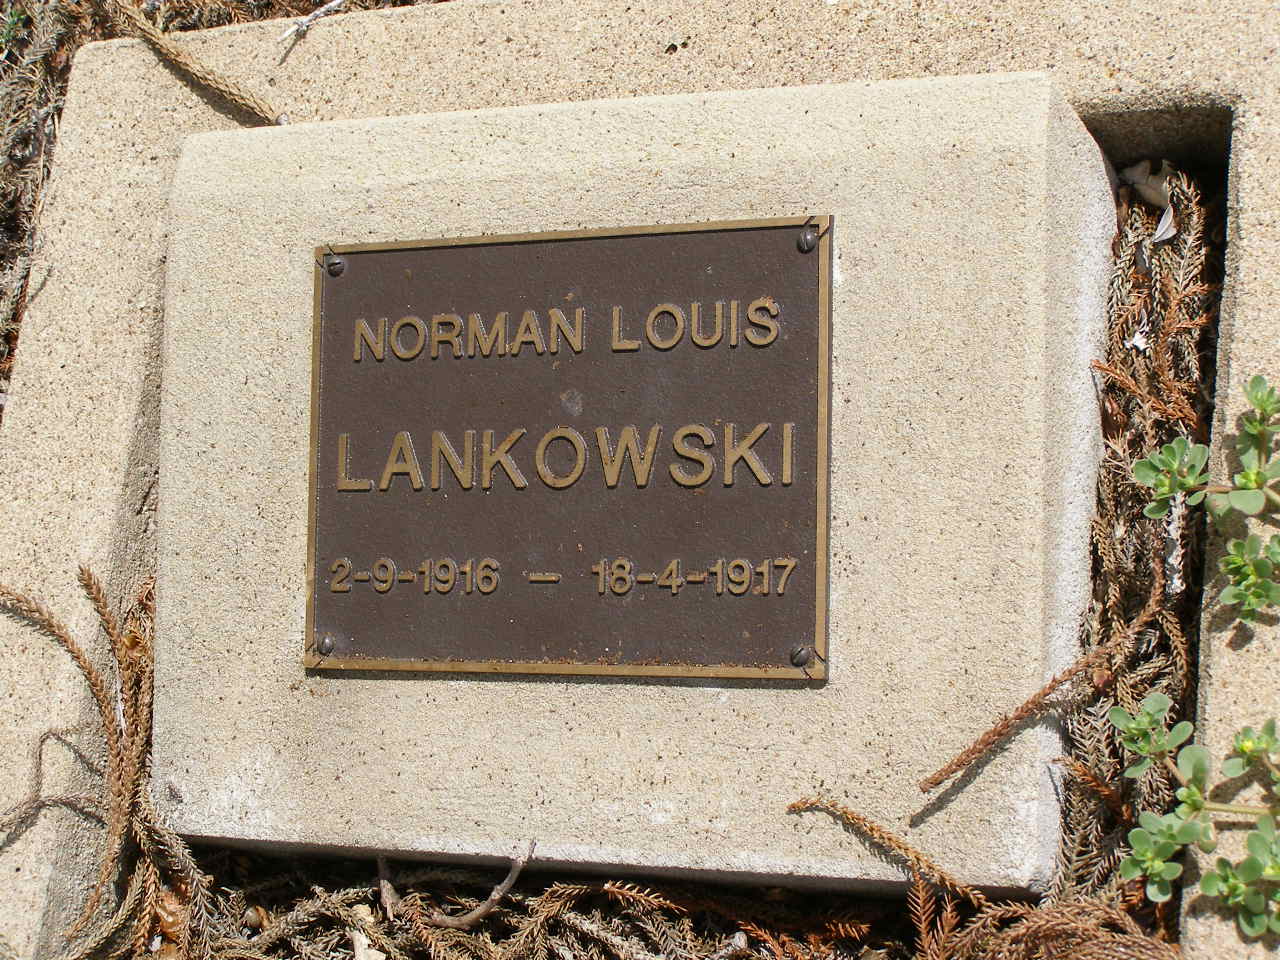 NORMAN LOUIS
LANKOWSKI
2-9-1916 — 18-4-1917